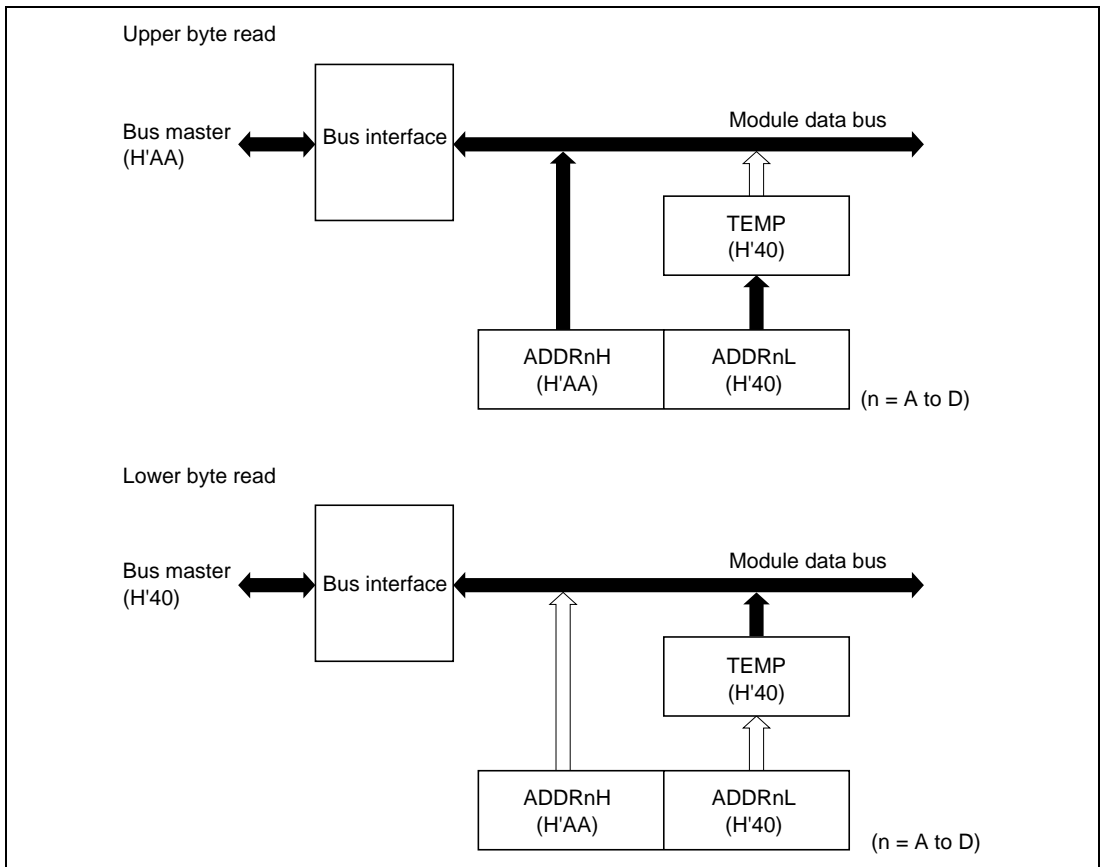 Upper byte read
Bus master
(H'AA)
Bus interface
Module data bus
TEMP
(H'40)
ADDRnH
(H'AA)
ADDRnL
(H'40)
(n = A to D)
Lower byte read
Bus master
(H'40)
Bus interface
Module data bus
TEMP
(H'40)
ADDRnH
(H'AA)
ADDRnL
(H'40)
(n = A to D)